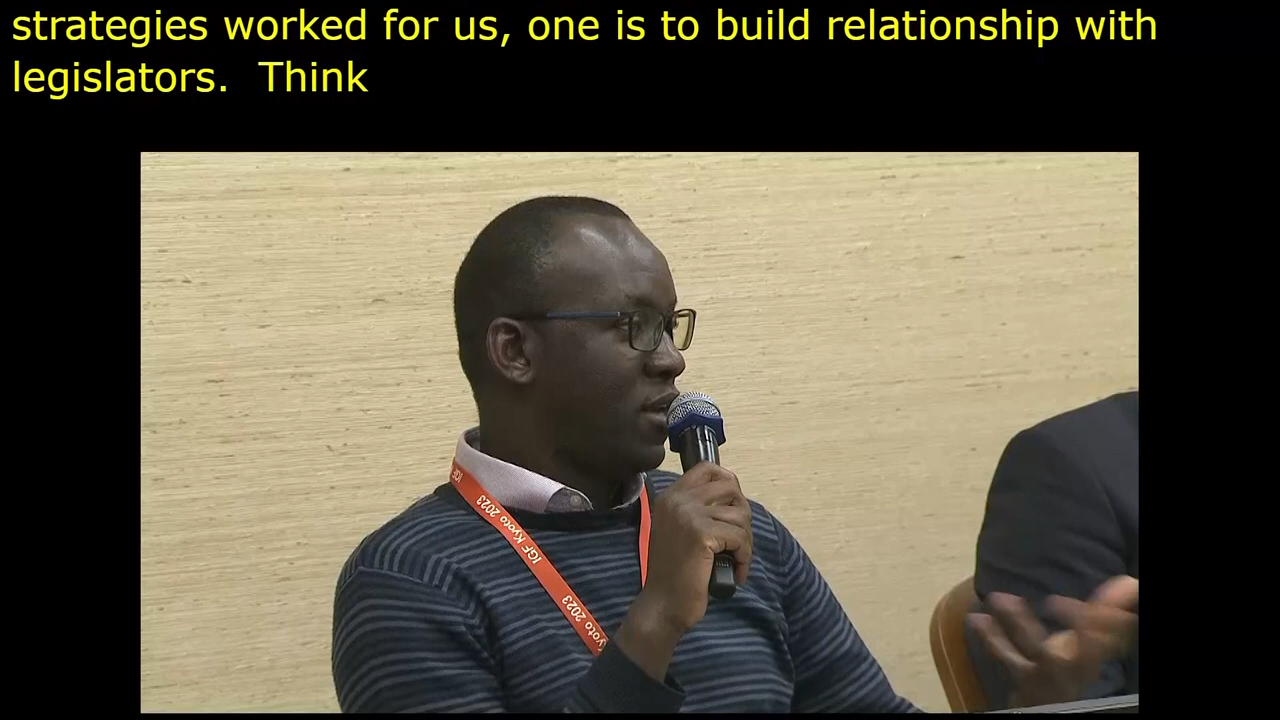 strategies worked for us, one is to build relationship with
legislators.  Think
IGF
IGF Kyoto 2023
Kyoto 2023